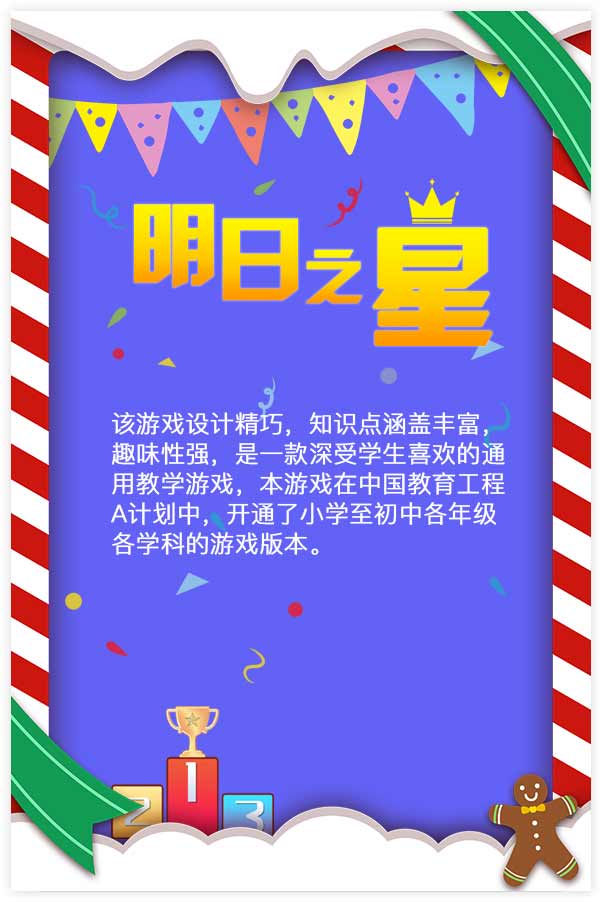 明日之星
该游戏设计精巧，知识点涵盖丰富，
趣味性强，是一款深受学生喜欢的通
用教学游戏，本游戏在中国教育工程
A计划中，开通了小学至初中各年级
各学科的游戏版本。
1
2
3